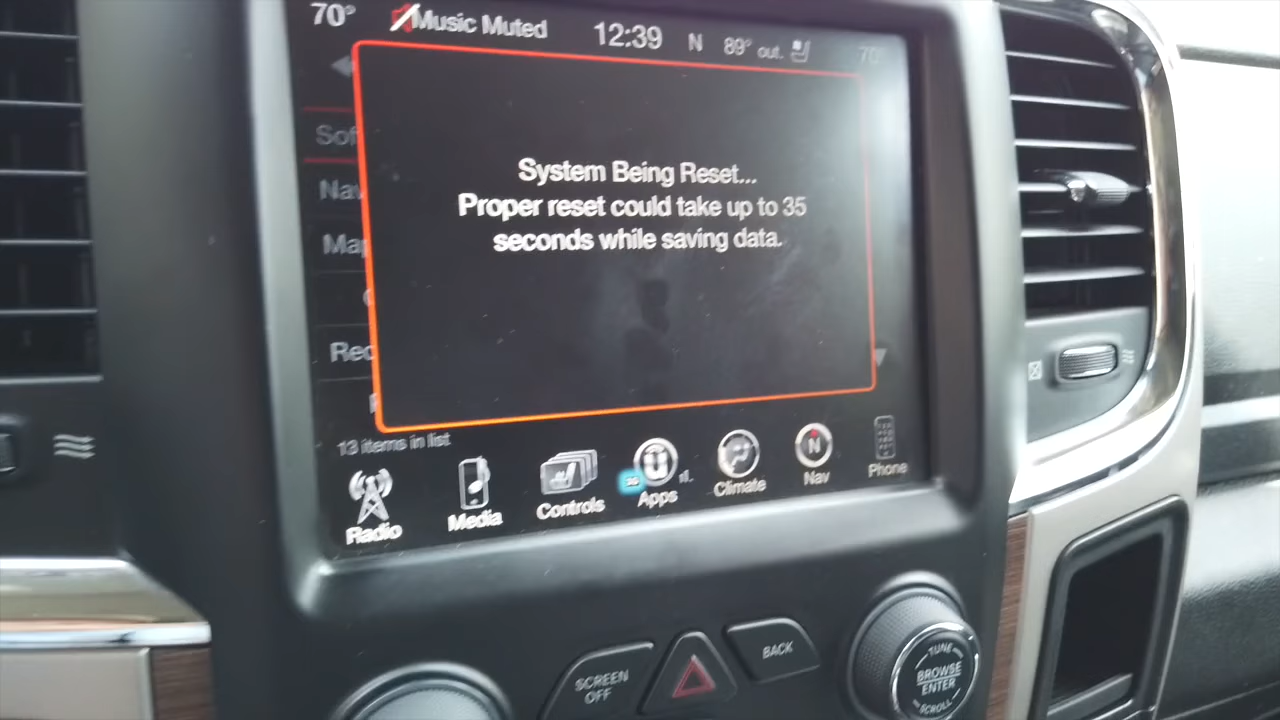 70° Music Muted 12:39 N 89° out. 70°
System Being Reset...
Proper reset could take up to 35
seconds while saving data.
Sof
Nav
Map
Rec
13 items in list
Radio Media Controls 3G Apps Climate Nav Phone
SCREEN
OFF
BACK
TUNE
BROWSE
ENTER
SCROLL